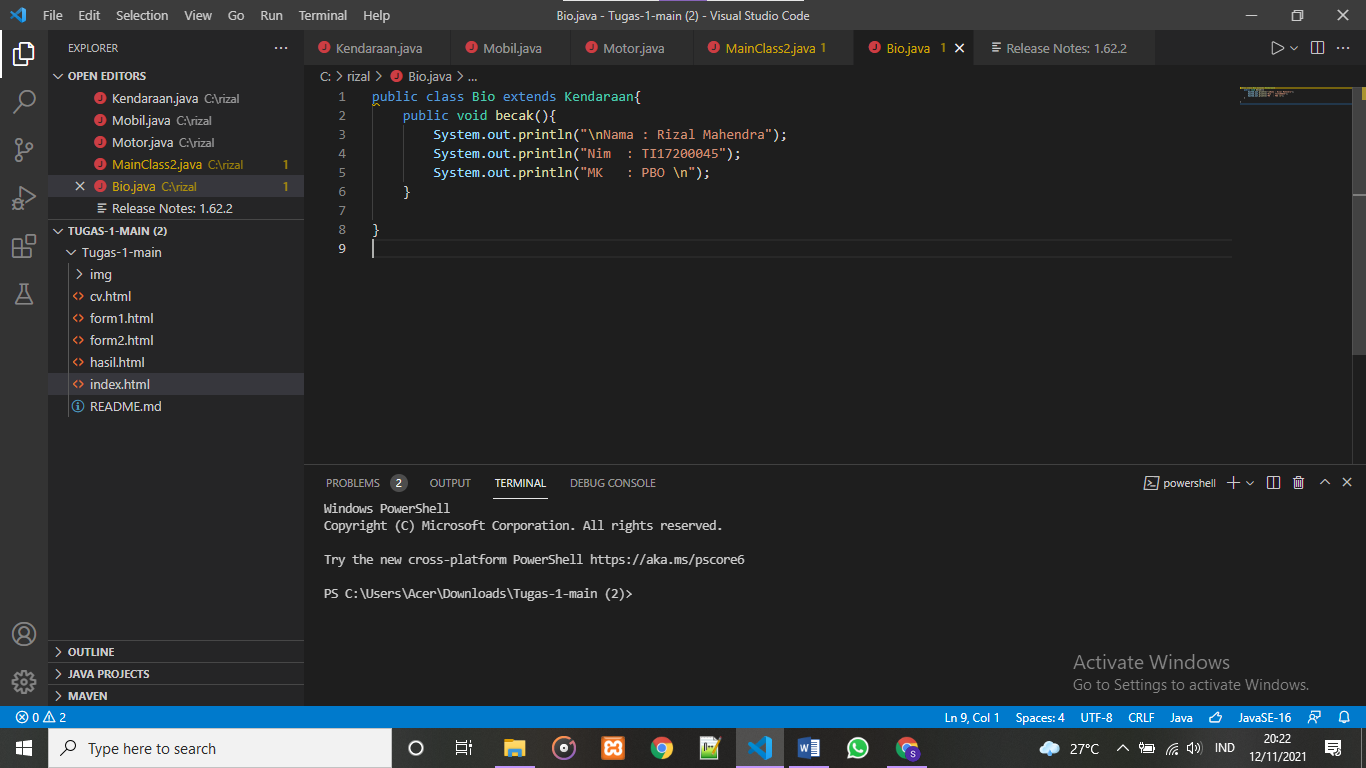 File Edit Selection View Go Run Terminal Help
Bio.java - Tugas-1-main (2) - Visual Studio Code
EXPLORER
OPEN EDITORS
Kendaraan.java C:\rizal
Mobil.java C:\rizal
Motor.java C:\rizal
MainClass2.java C:\rizal 1
Bio.java C:\rizal 1
Release Notes: 1.62.2
TUGAS-1-MAIN (2)
Tugas-1-main
img
cv.html
form1.html
form2.html
hasil.html
index.html
README.md
OUTLINE
JAVA PROJECTS
MAVEN
Kendaraan.java Mobil.java Motor.java MainClass2.java 1 Bio.java 1 Release Notes: 1.62.2
C: > rizal > Bio.java > ...
1 public class Bio extends Kendaraan{
2     public void becak(){
3         System.out.println("\nNama : Rizal Mahendra");
4         System.out.println("Nim  : TI17200045");
5         System.out.println("MK   : PBO \n");
6     }
7
8 }
9
PROBLEMS 2 OUTPUT TERMINAL DEBUG CONSOLE
powershell
Windows PowerShell
Copyright (C) Microsoft Corporation. All rights reserved.
Try the new cross-platform PowerShell https://aka.ms/pscore6
PS C:\Users\Acer\Downloads\Tugas-1-main (2)>
Activate Windows
Go to Settings to activate Windows.
0 2
Ln 9, Col 1 Spaces: 4 UTF-8 CRLF Java JavaSE-16
Type here to search
27°C
IND
20:22
12/11/2021